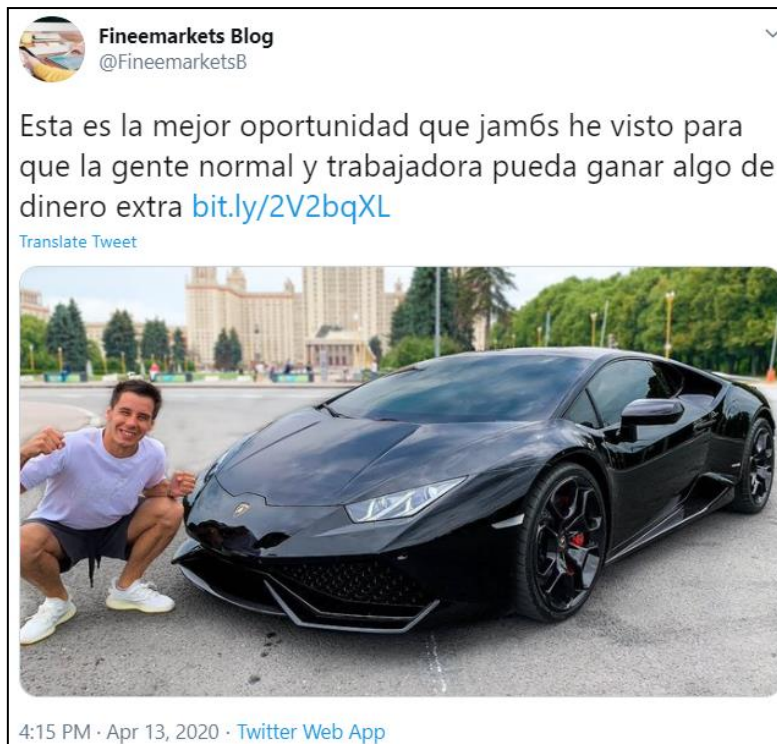 Fineemarkets Blog
@FineemarketsB
Esta es la mejor oportunidad que jam6s he visto para
que la gente normal y trabajadora pueda ganar algo de
dinero extra bit.ly/2V2bqXL
Translate Tweet
4:15 PM · Apr 13, 2020 · Twitter Web App